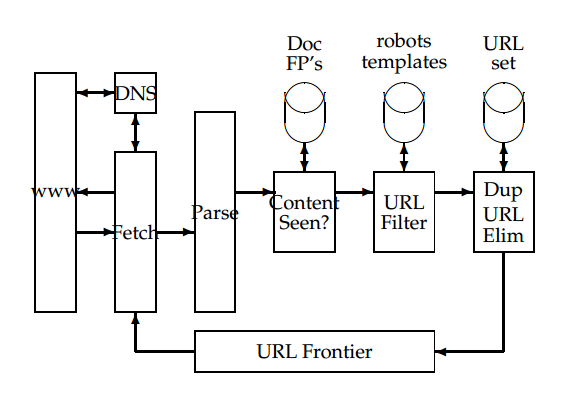 Doc
FP's
robots
templates
URL
set
DNS
www
Parse
Content
Seen?
URL
Filter
Dup
URL
Elim
Fetch
URL Frontier